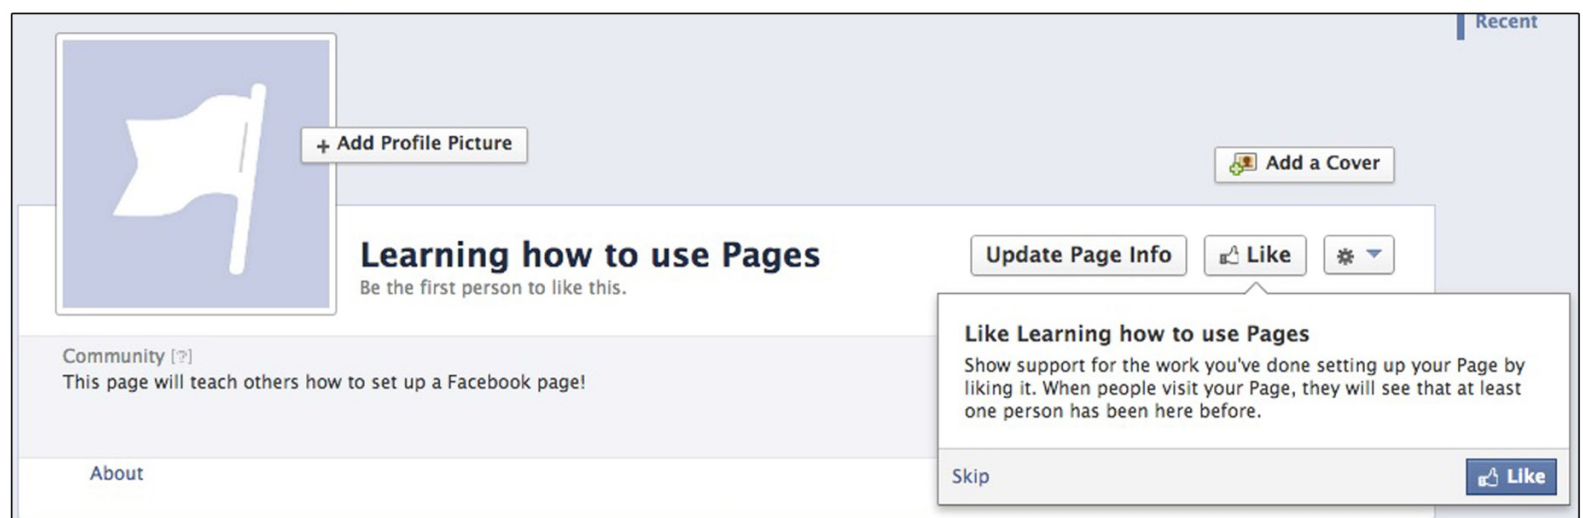 Recent
+ Add Profile Picture
Add a Cover
Learning how to use Pages
Be the first person to like this.
Update Page Info
Like
Community [?]
This page will teach others how to set up a Facebook page!
About
Like Learning how to use Pages
Show support for the work you've done setting up your Page by
liking it. When people visit your Page, they will see that at least
one person has been here before.
Skip
Like